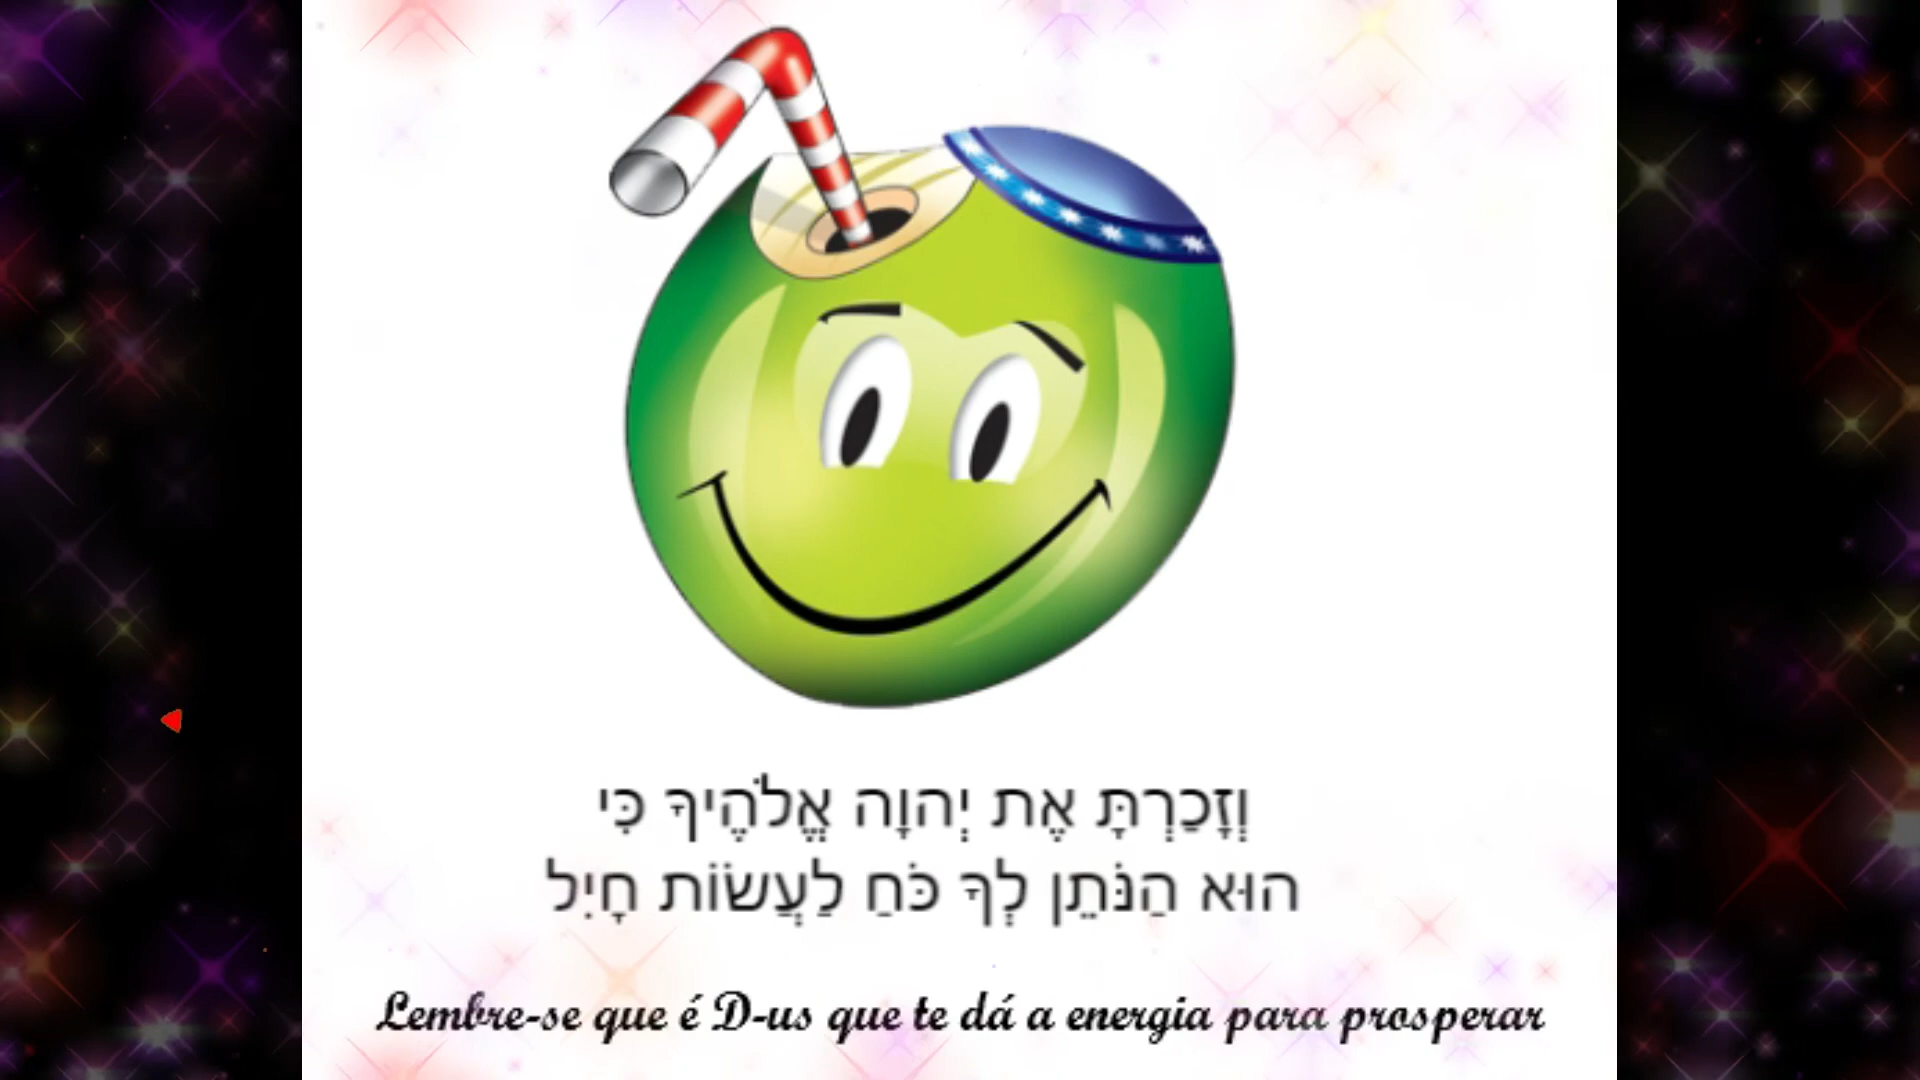 וְזָכַרְתָּ אֶת יְהוָה אֱלֹהֶיךָ כִּי
הוּא הַנֹּתֵן לְךָ כֹּחַ לַעֲשׂוֹת חָיִל
Lembre-se que é D-us que te dá a energia para prosperar